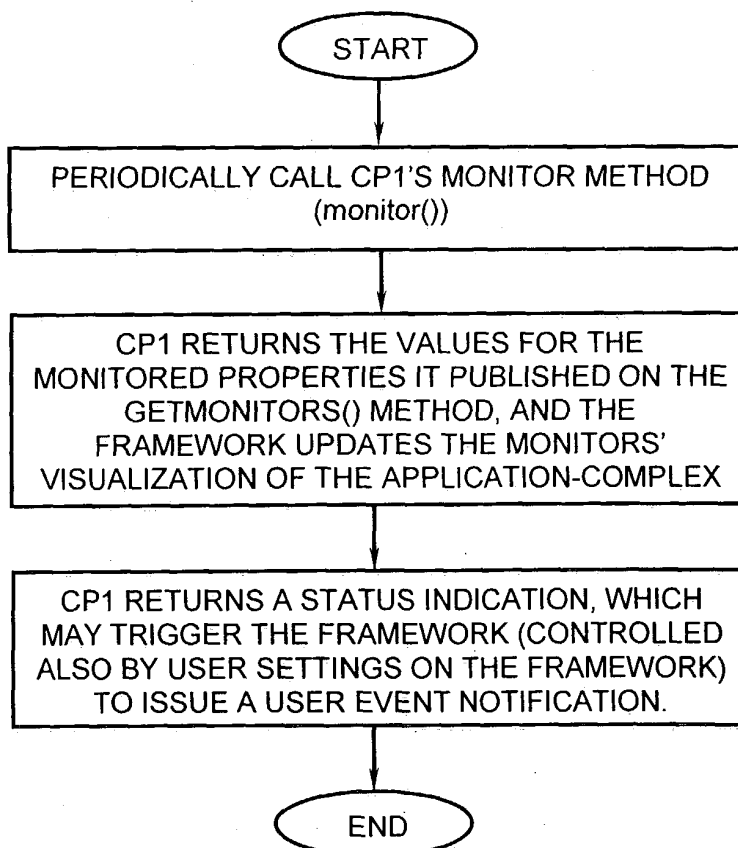 START
PERIODICALLY CALL CP1'S MONITOR METHOD
(monitor())
CP1 RETURNS THE VALUES FOR THE
MONITORED PROPERTIES IT PUBLISHED ON THE
GETMONITORS() METHOD, AND THE
FRAMEWORK UPDATES THE MONITORS'
VISUALIZATION OF THE APPLICATION-COMPLEX
CP1 RETURNS A STATUS INDICATION, WHICH
MAY TRIGGER THE FRAMEWORK (CONTROLLED
ALSO BY USER SETTINGS ON THE FRAMEWORK)
TO ISSUE A USER EVENT NOTIFICATION.
END